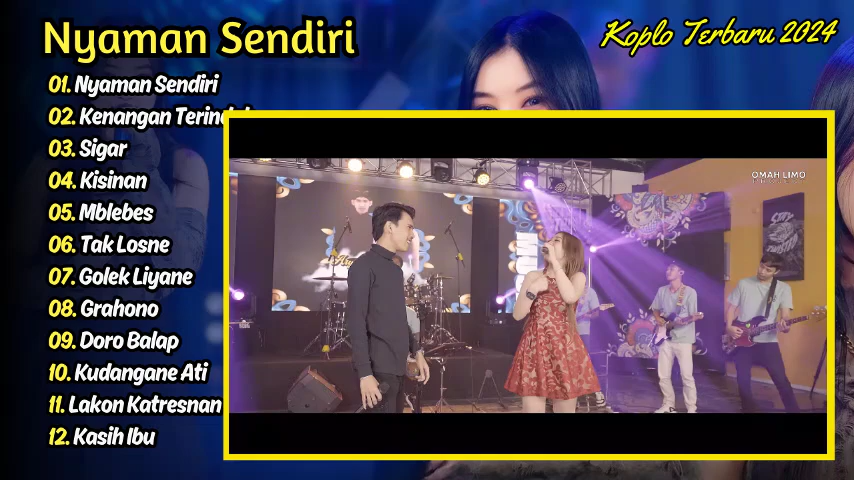 Nyaman Sendiri
Koplo Terbaru 2024
01. Nyaman Sendiri
02. Kenangan
03. Sigar
04. Kisinan
05. Mblebes
06. Tak Losne
07. Golek Liyane
08. Grahono
09. Doro Balap
10. Kudangane Ati
11. Lakon Katresnan
12. Kasih Ibu
OMAH LIMO